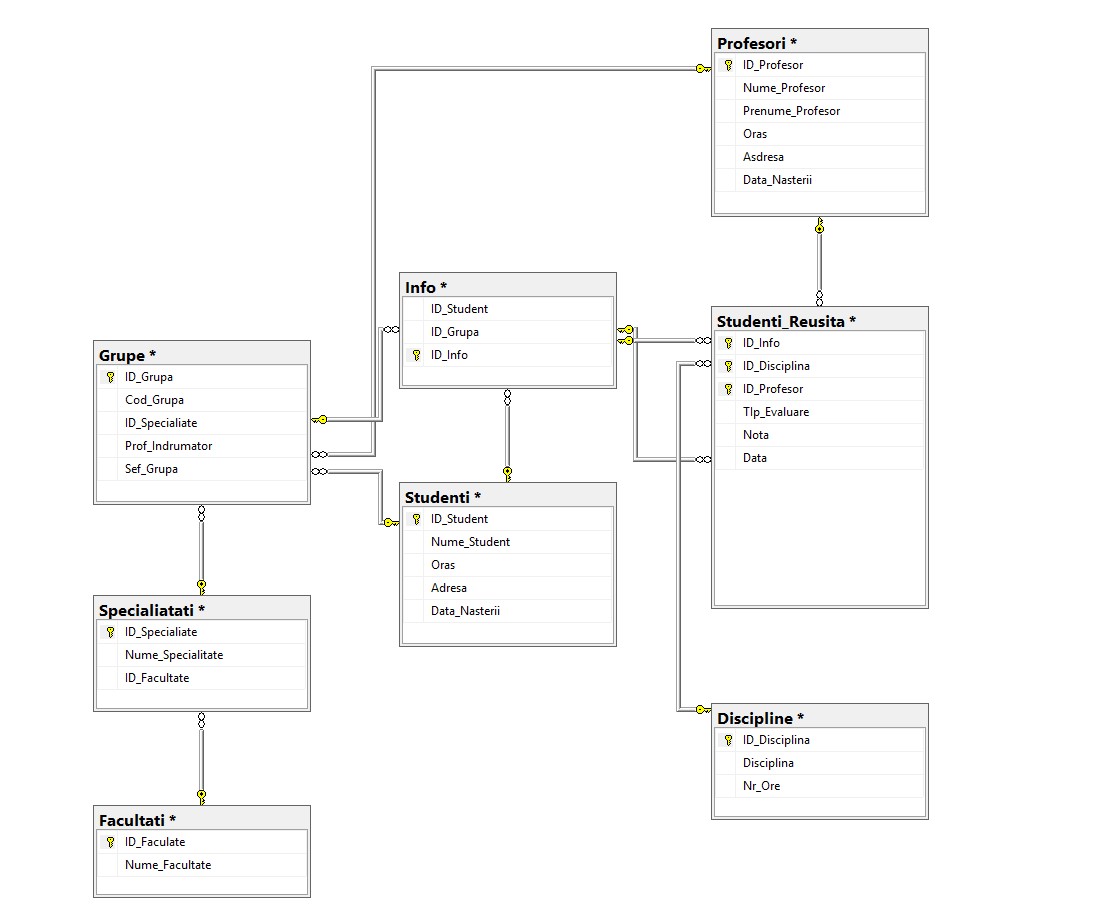 Profesori *
ID_Profesor
Nume_Profesor
Prenume_Profesor
Oras
Asdresa
Data_Nasterii
Info *
ID_Student
ID_Grupa
ID_Info
Studenti_Reusita *
ID_Info
ID_Disciplina
ID_Profesor
TIp_Evaluare
Nota
Data
Grupe *
ID_Grupa
Cod_Grupa
ID_Specialiate
Prof_Indrumator
Sef_Grupa
Studenti *
ID_Student
Nume_Student
Oras
Adresa
Data_Nasterii
Specialiatati *
ID_Specialiate
Nume_Specialitate
ID_Facultate
Discipline *
ID_Disciplina
Disciplina
Nr_Ore
Facultati *
ID_Faculate
Nume_Facultate